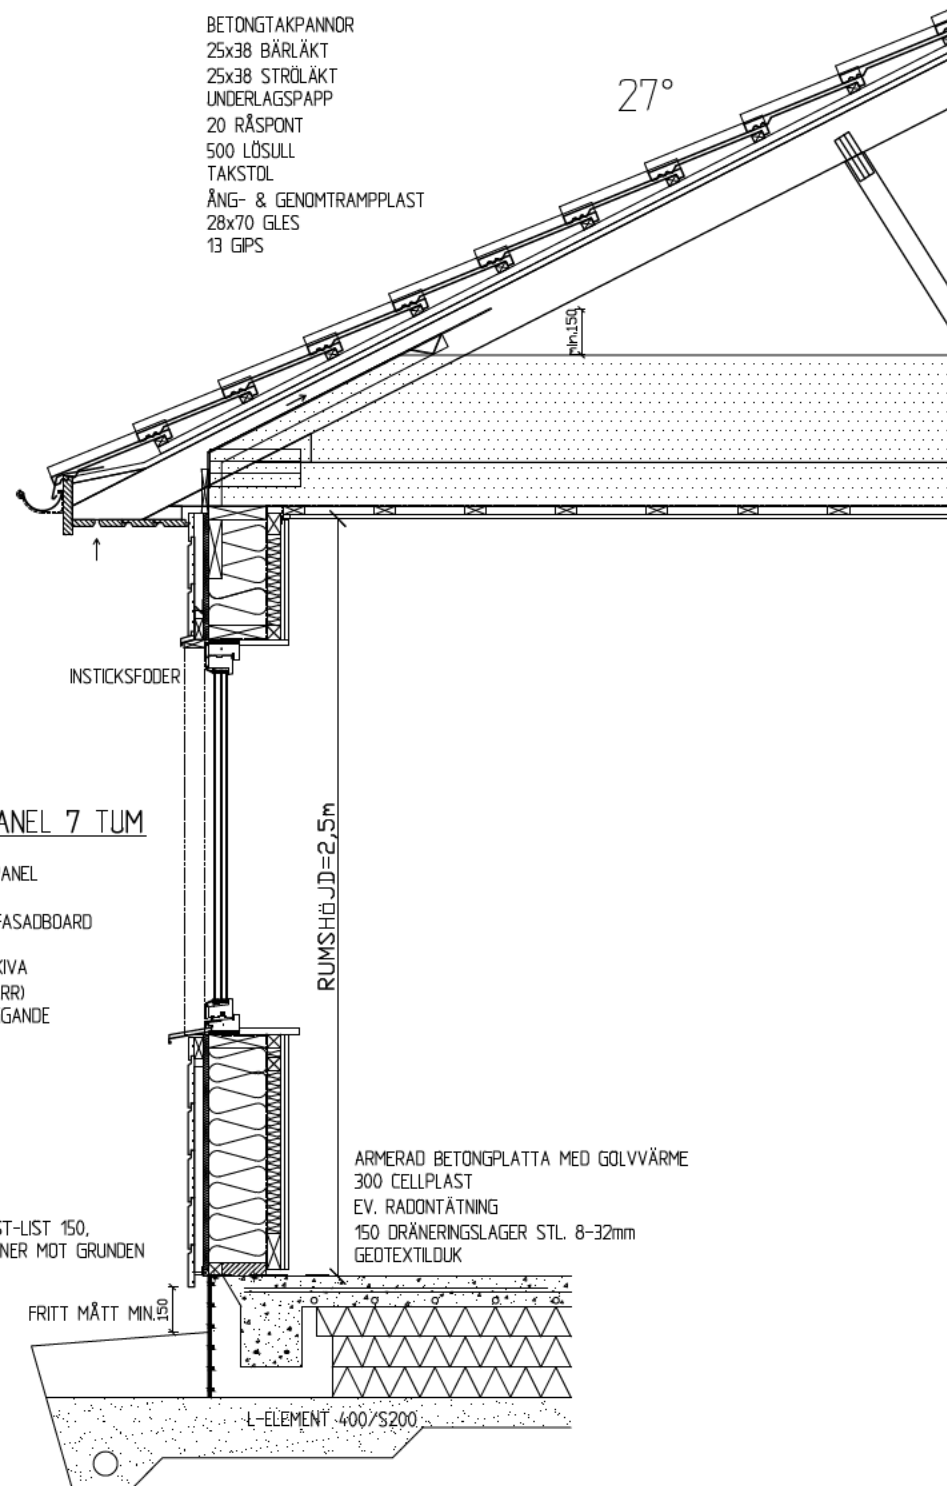 BETONGTAKPANNOR
25x38 BÄRLÄKT
25x38 STRÖLÄKT
UNDERLAGSPAPP
20 RÅSPONT
500 LÖSULL
TAKSTOL
ÅNG- & GENOMTRAMPPLAST
28x70 GLES
13 GIPS
27°
min.150
INSTICKSFODER
ANEL 7 TUM
ANEL
FASADBOARD
KIVA
RR)
GANDE
RUMSHÖJD=2,5m
ARMERAD BETONGPLATTA MED GOLVVÄRME
300 CELLPLAST
EV. RADONTÄTNING
150 DRÄNERINGSLAGER STL. 8-32mm
GEOTEXTILDUK
ST-LIST 150,
NER MOT GRUNDEN
FRITT MÅTT MIN.150
L-ELEMENT 400/S200